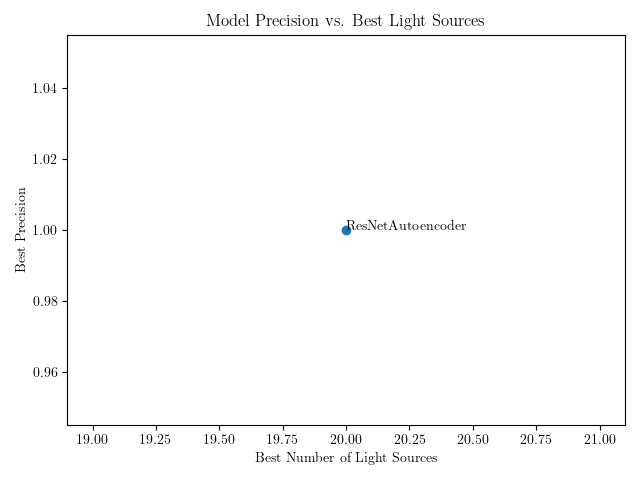 Model Precision vs. Best Light Sources
1.04
1.02
1.00
0.98
0.96
Best Precision
ResNetAutoencoder
19.00 19.25 19.50 19.75 20.00 20.25 20.50 20.75 21.00
Best Number of Light Sources